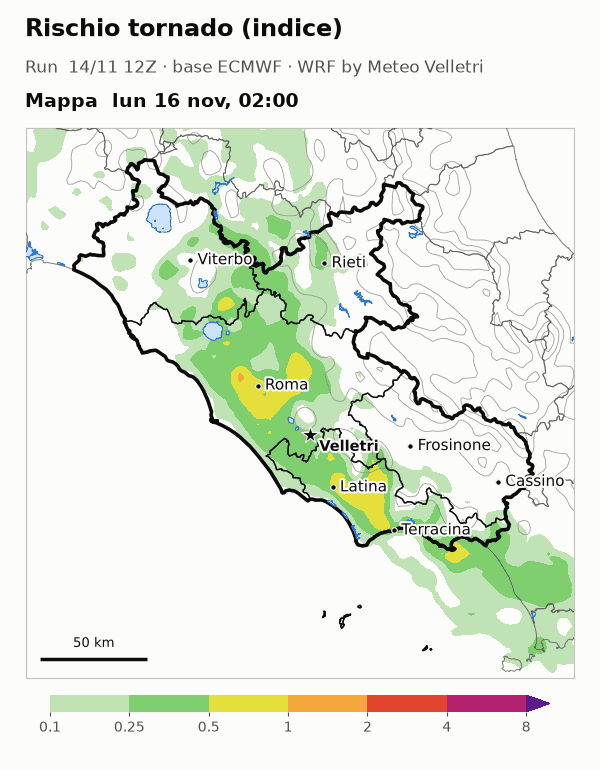 Rischio tornado (indice)
Run  14/11 12Z · base ECMWF · WRF by Meteo Velletri
Mappa  lun 16 nov, 02:00
Viterbo
Rieti
Roma
Velletri
Frosinone
Cassino
Latina
Terracina
50 km
0.1 0.25 0.5 1 2 4 8